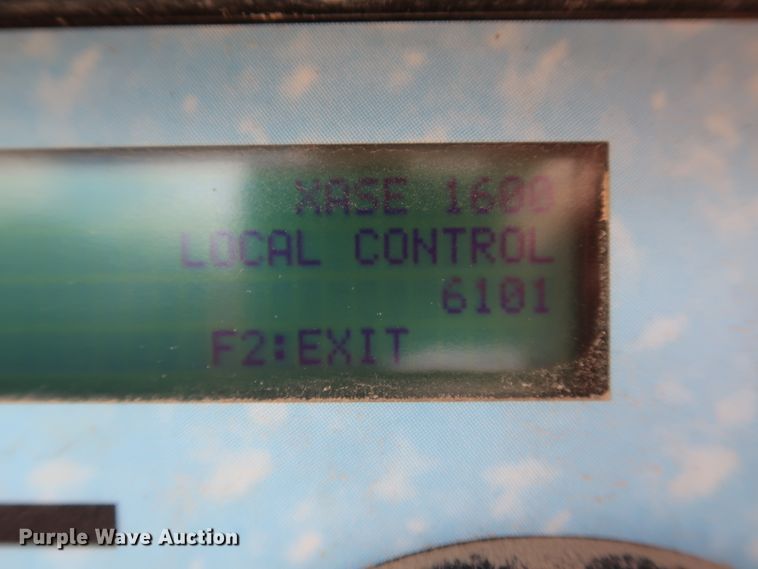 XASE 1600
LOCAL CONTROL
6101
F2:EXIT
Purple Wave Auction